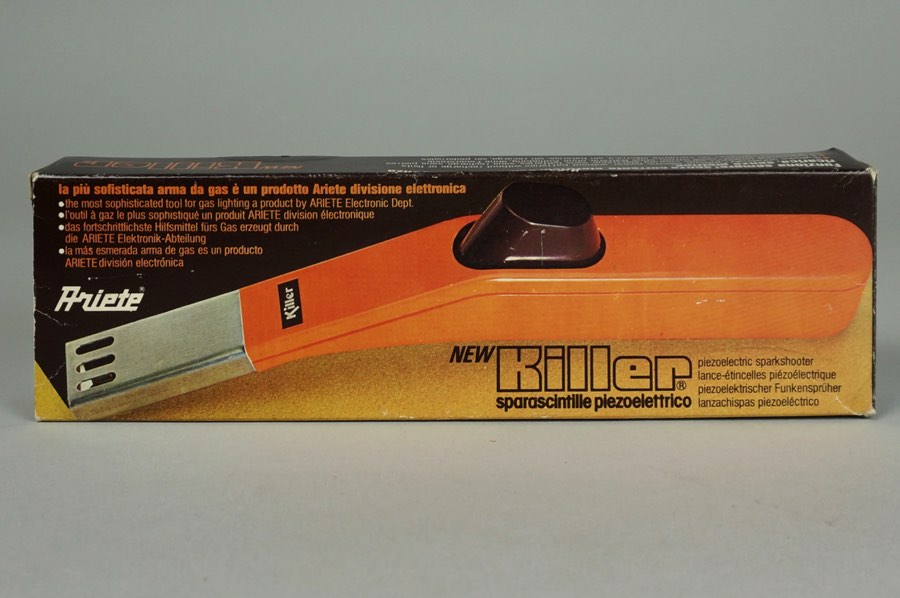 la più sofisticata arma da gas è un prodotto Ariete divisione elettronica
●the most sophisticated tool for gas lighting a product by ARIETE Electronic Dept.
●l'outil à gaz le plus sophistiqué un produit ARIETE division électronique
●das fortschrittlichste Hilfsmittel fürs Gas erzeugt durch
die ARIETE Elektronik-Abteilung
●la más esmerada arma de gas es un producto
ARIETE división electrónica
Ariete®
Killer
NEW Killer®
sparascintille piezoelettrico
piezoelectric sparkshooter
lance-étincelles piézoélectrique
piezoelektrischer Funkensprüher
lanzachispas piezoeléctrico